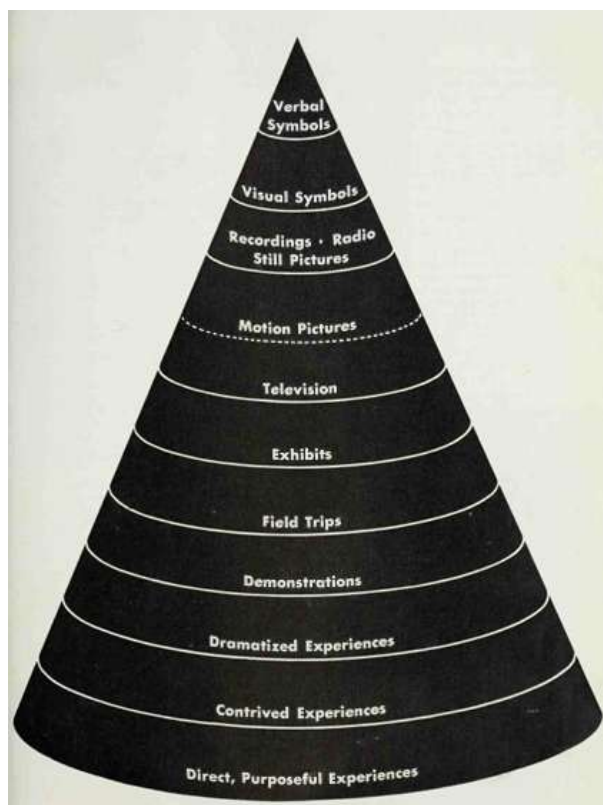 Verbal
Symbols
Visual Symbols
Recordings · Radio
Still Pictures
Motion Pictures
Television
Exhibits
Field Trips
Demonstrations
Dramatized Experiences
Contrived Experiences
Direct, Purposeful Experiences